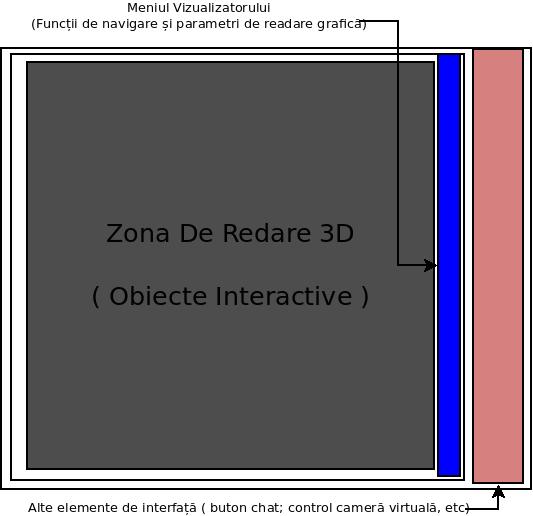 Meniul Vizualizatorului
(Funcții de navigare și parametri de readare grafică)
Zona De Redare 3D
( Obiecte Interactive )
Alte elemente de interfață ( buton chat; control cameră virtuală, etc)